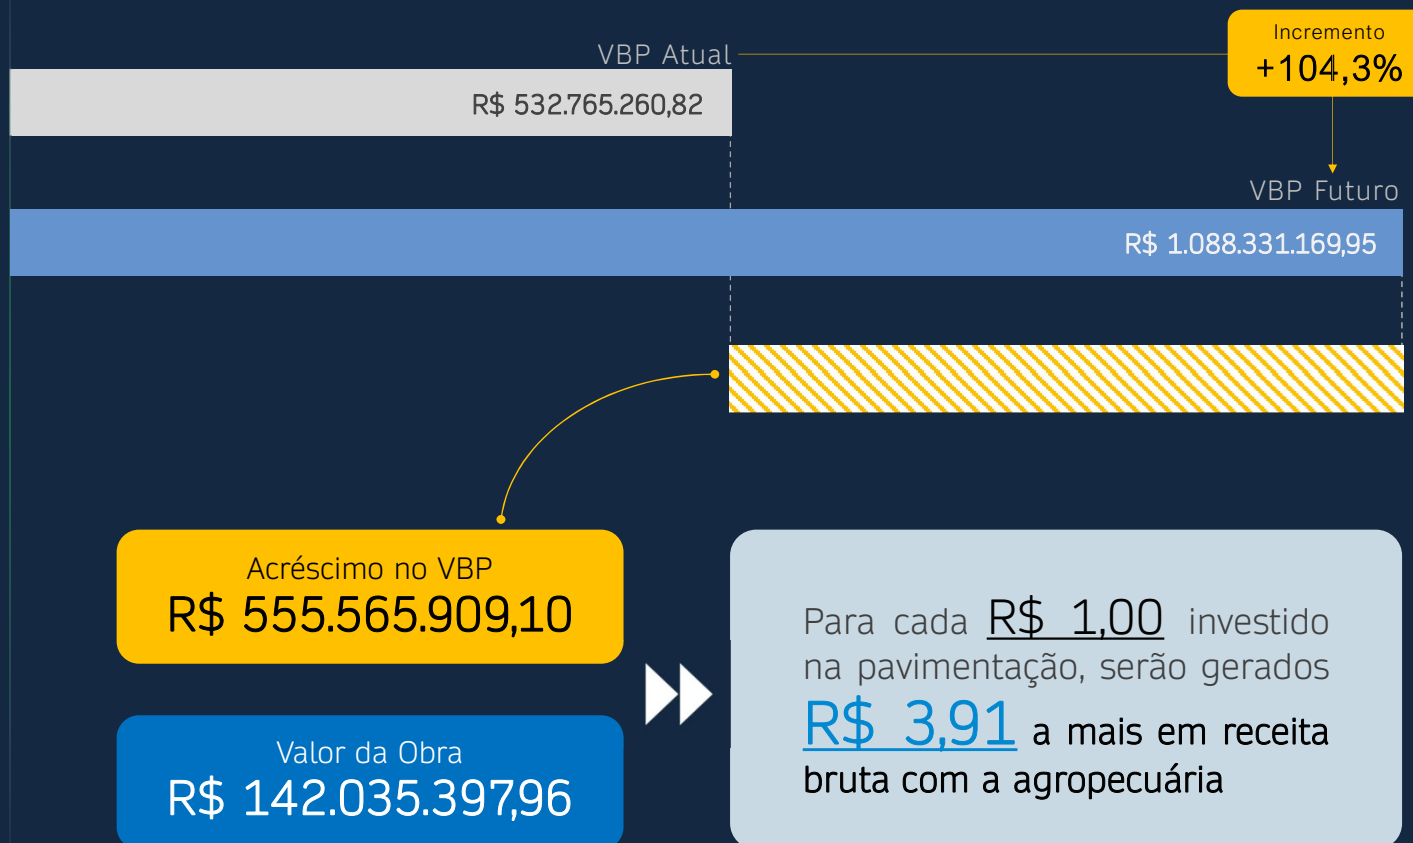 Incremento
+104,3%
VBP Atual
R$ 532.765.260,82
VBP Futuro
R$ 1.088.331.169,95
Acréscimo no VBP
R$ 555.565.909,10
Valor da Obra
R$ 142.035.397,96
Para cada R$ 1,00 investido
na pavimentação, serão gerados
R$ 3,91 a mais em receita
bruta com a agropecuária